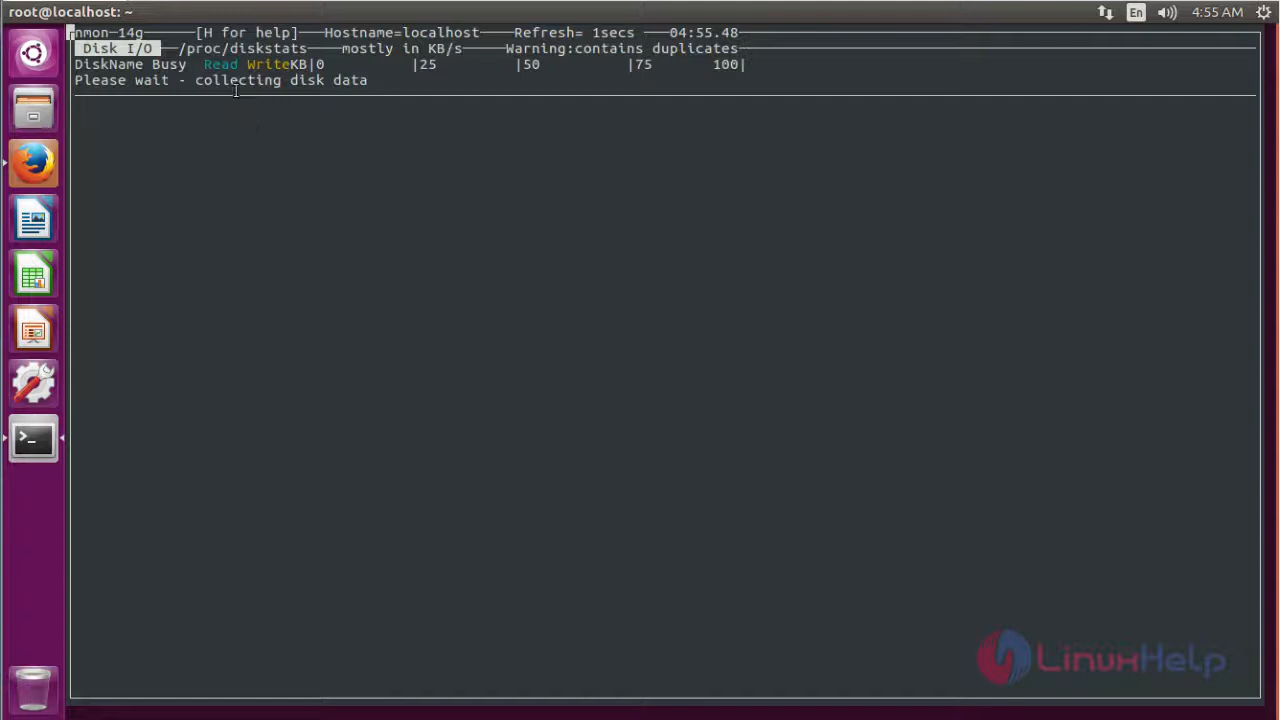 root@localhost: ~
En
4:55 AM
nmon─14g──────[H for help]───Hostname=localhost────Refresh= 1secs ───04:55.48
Disk I/O ──/proc/diskstats────mostly in KB/s─────Warning:contains duplicates
DiskName Busy  Read WriteKB|0          |25         |50          |75       100|
Please wait - collecting disk data
LinuxHelp